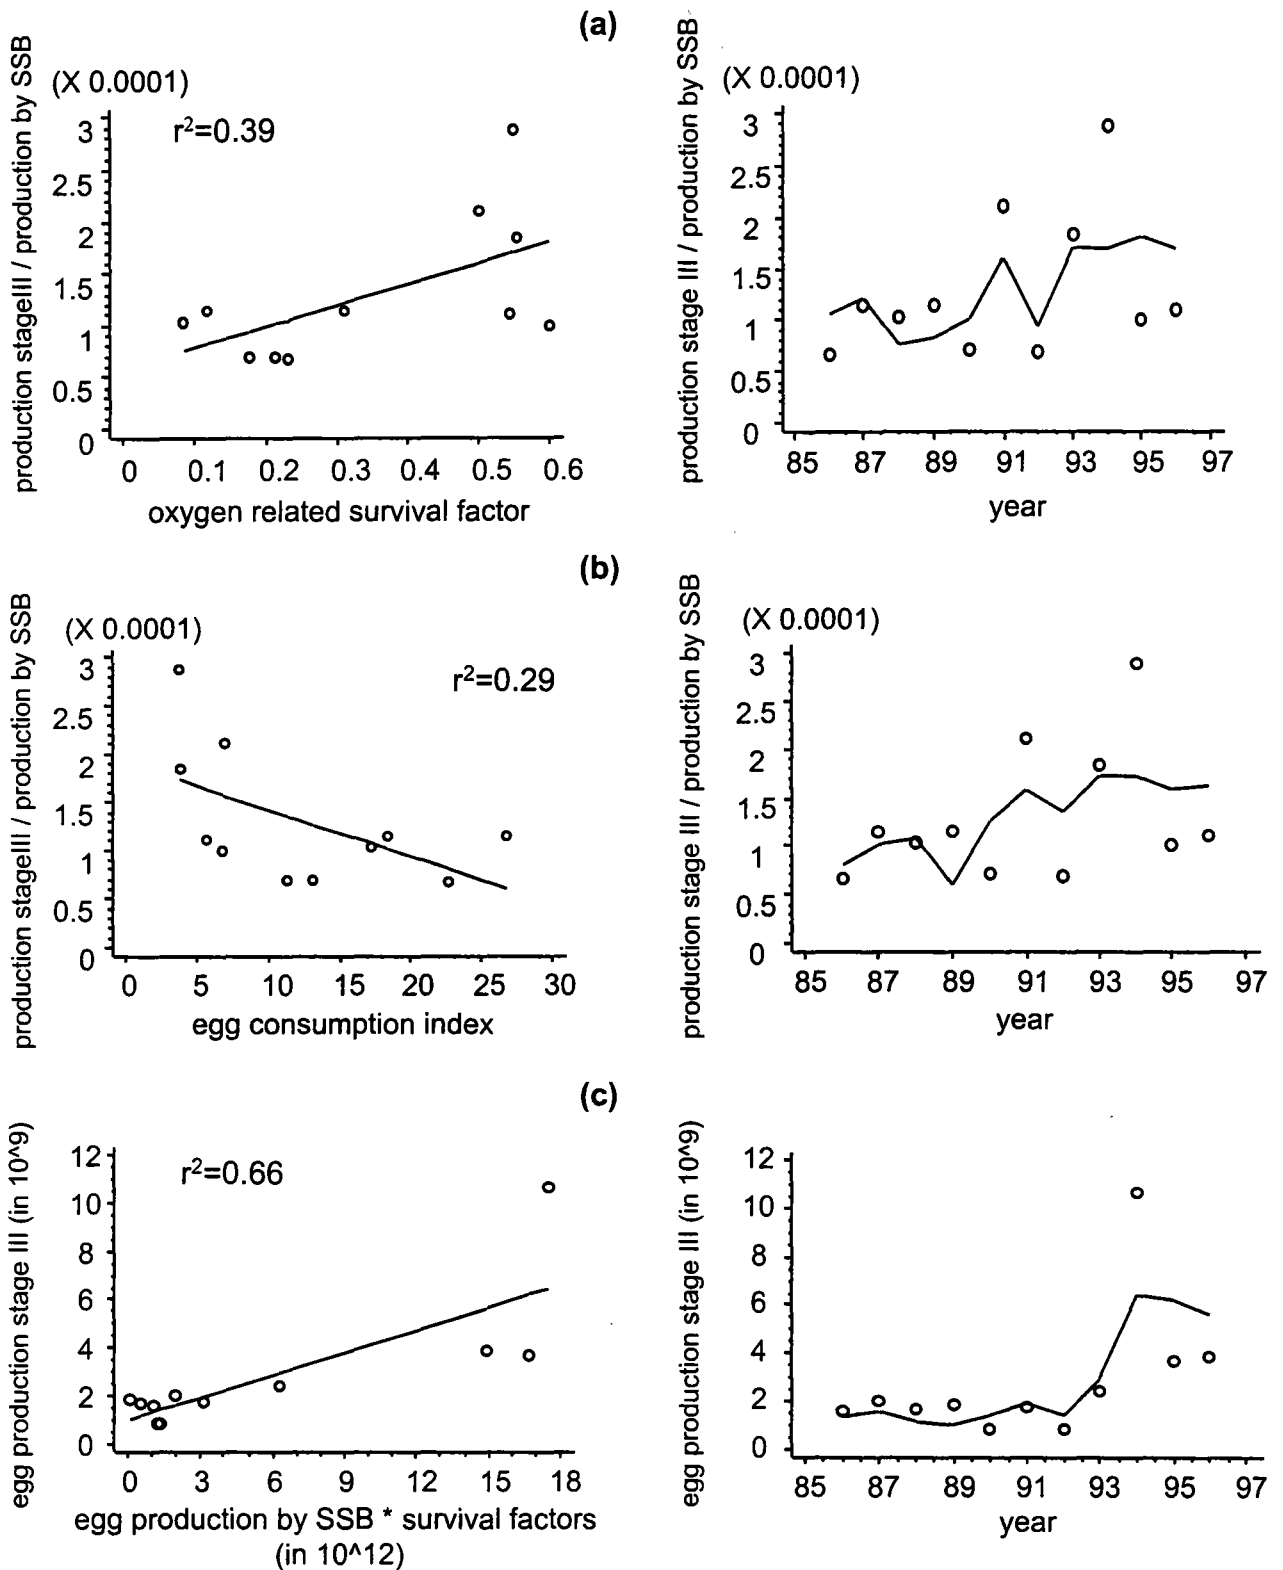 (a)
production stageIII / production by SSB
(X 0.0001)
r²=0.39
3
2.5
2
1.5
1
0.5
0
0 0.1 0.2 0.3 0.4 0.5 0.6
oxygen related survival factor
production stage III / production by SSB
(X 0.0001)
3
2.5
2
1.5
1
0.5
0
85 87 89 91 93 95 97
year
(b)
production stageIII / production by SSB
(X 0.0001)
r²=0.29
3
2.5
2
1.5
1
0.5
0
0 5 10 15 20 25 30
egg consumption index
production stage III / production by SSB
(X 0.0001)
3
2.5
2
1.5
1
0.5
0
85 87 89 91 93 95 97
year
(c)
egg production stage III (in 10^9)
r²=0.66
12
10
8
6
4
2
0
0 3 6 9 12 15 18
egg production by SSB * survival factors
(in 10^12)
egg production stage III (in 10^9)
12
10
8
6
4
2
0
85 87 89 91 93 95 97
year